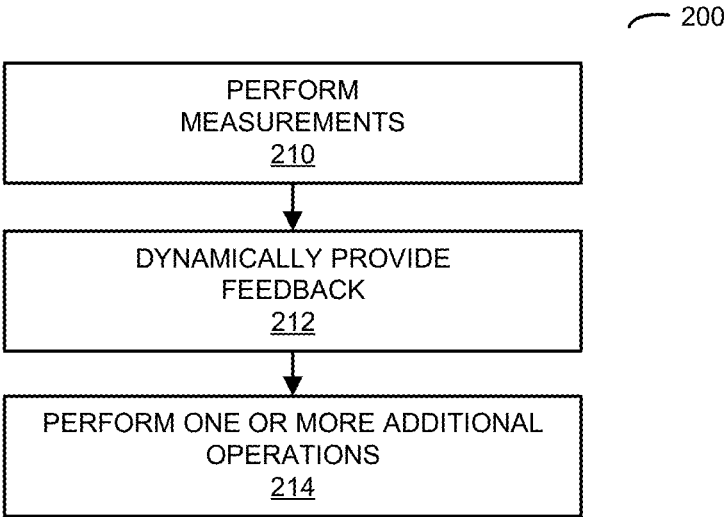 200
PERFORM
MEASUREMENTS
210
DYNAMICALLY PROVIDE
FEEDBACK
212
PERFORM ONE OR MORE ADDITIONAL
OPERATIONS
214